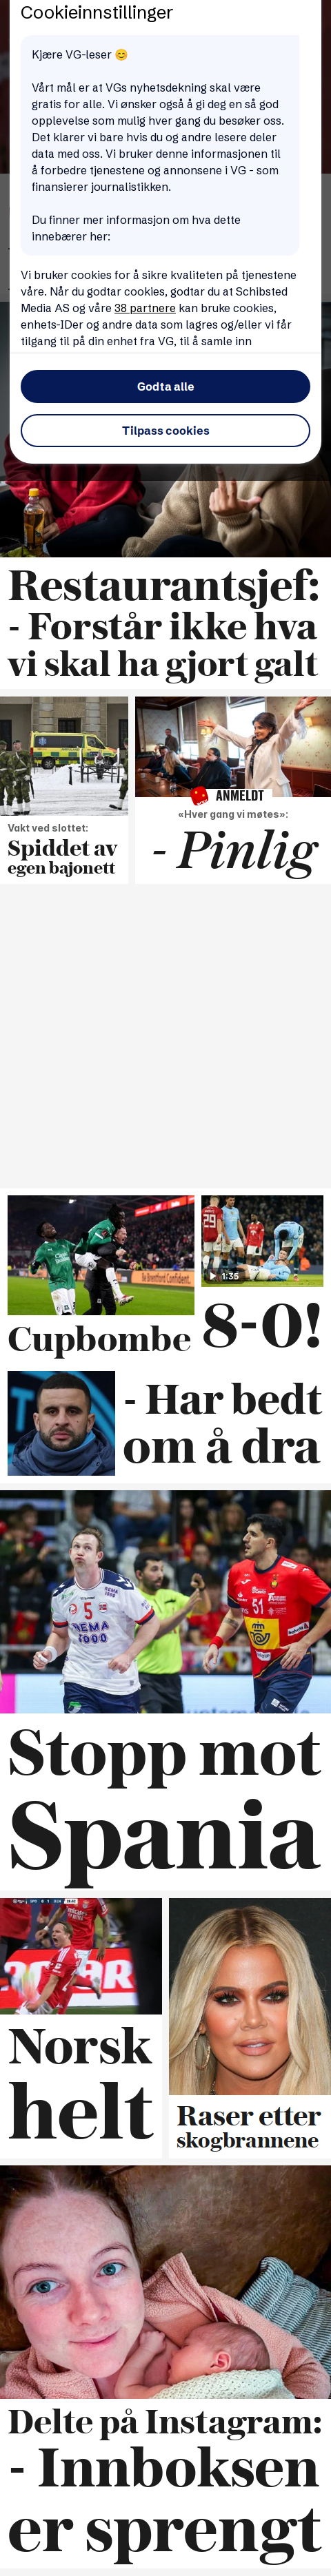 Cookieinnstillinger
Kjære VG-leser 😊
Vårt mål er at VGs nyhetsdekning skal være
gratis for alle. Vi ønsker også å gi deg en så god
opplevelse som mulig hver gang du besøker oss.
Det klarer vi bare hvis du og andre lesere deler
data med oss. Vi bruker denne informasjonen til
å forbedre tjenestene og annonsene i VG - som
finansierer journalistikken.
Du finner mer informasjon om hva dette
innebærer her:
Vi bruker cookies for å sikre kvaliteten på tjenestene
våre. Når du godtar cookies, godtar du at Schibsted
Media AS og våre 38 partnere kan bruke cookies,
enhets-IDer og andre data som lagres og/eller vi får
tilgang til på din enhet fra VG, til å samle inn
Godta alle
Tilpass cookies
Restaurantsjef:
- Forstår ikke hva
vi skal ha gjort galt
Vakt ved slottet:
Spiddet av
egen bajonett
ANMELDT
«Hver gang vi møtes»:
- Pinlig
Brentford Confident.
Cupbombe
29
1:35
8-0!
- Har bedt
om å dra
5
REMA
1000
51
Stopp mot
Spania
Norsk
helt
Raser etter
skogbrannene
Delte på Instagram:
- Innboksen
er sprengt